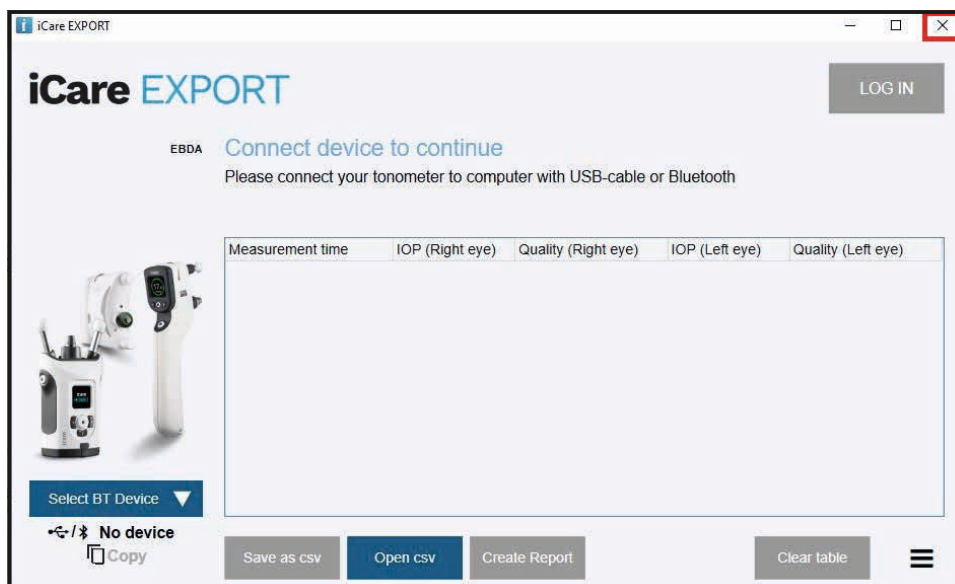 iCare EXPORT
iCare EXPORT
LOG IN
EBDA
Connect device to continue
Please connect your tonometer to computer with USB-cable or Bluetooth
Measurement time IOP (Right eye) Quality (Right eye) IOP (Left eye) Quality (Left eye)
Select BT Device
/ No device
Copy
Save as csv Open csv Create Report Clear table